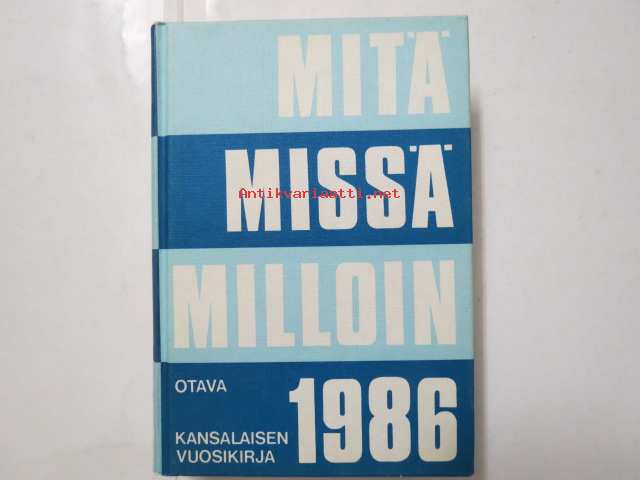 MITÄ
MISSÄ
Antikvariaatti.net
MILLOIN
OTAVA
1986
KANSALAISEN
VUOSIKIRJA